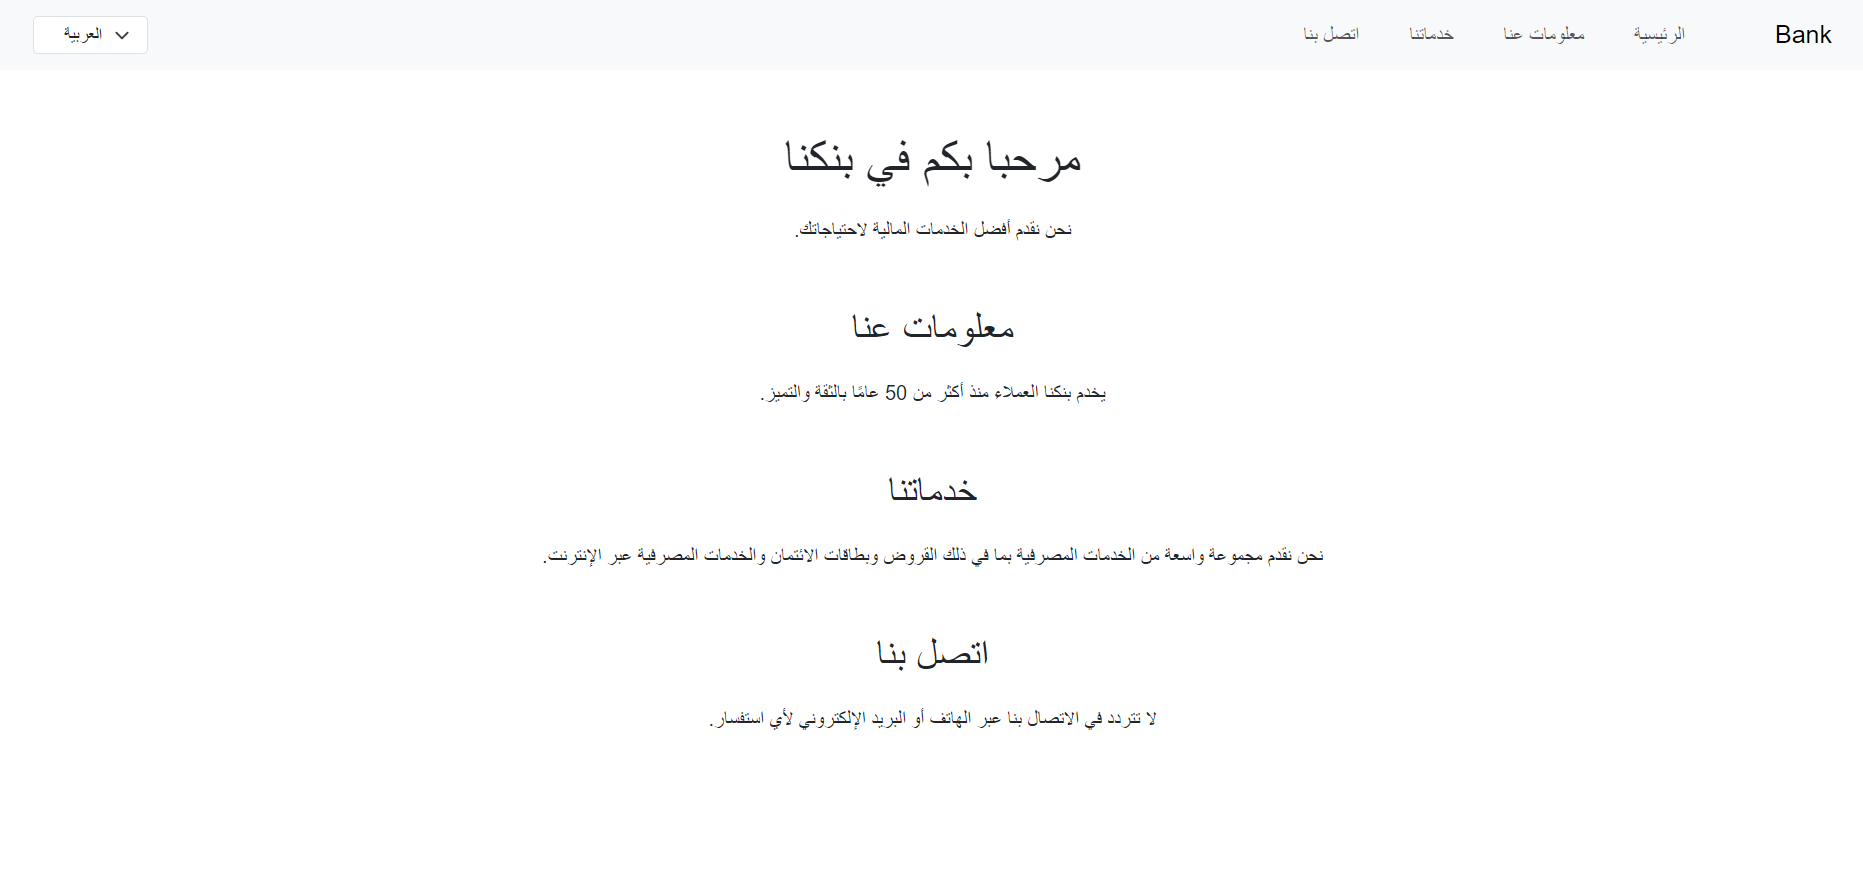 Bank
الرئيسية
معلومات عنا
خدماتنا
اتصل بنا
العربية
مرحبا بكم في بنكنا
نحن نقدم أفضل الخدمات المالية لاحتياجاتك.
معلومات عنا
يخدم بنكنا العملاء منذ أكثر من 50 عامًا بالثقة والتميز.
خدماتنا
نحن نقدم مجموعة واسعة من الخدمات المصرفية بما في ذلك القروض وبطاقات الائتمان والخدمات المصرفية عبر الإنترنت.
اتصل بنا
لا تتردد في الاتصال بنا عبر الهاتف أو البريد الإلكتروني لأي استفسار.